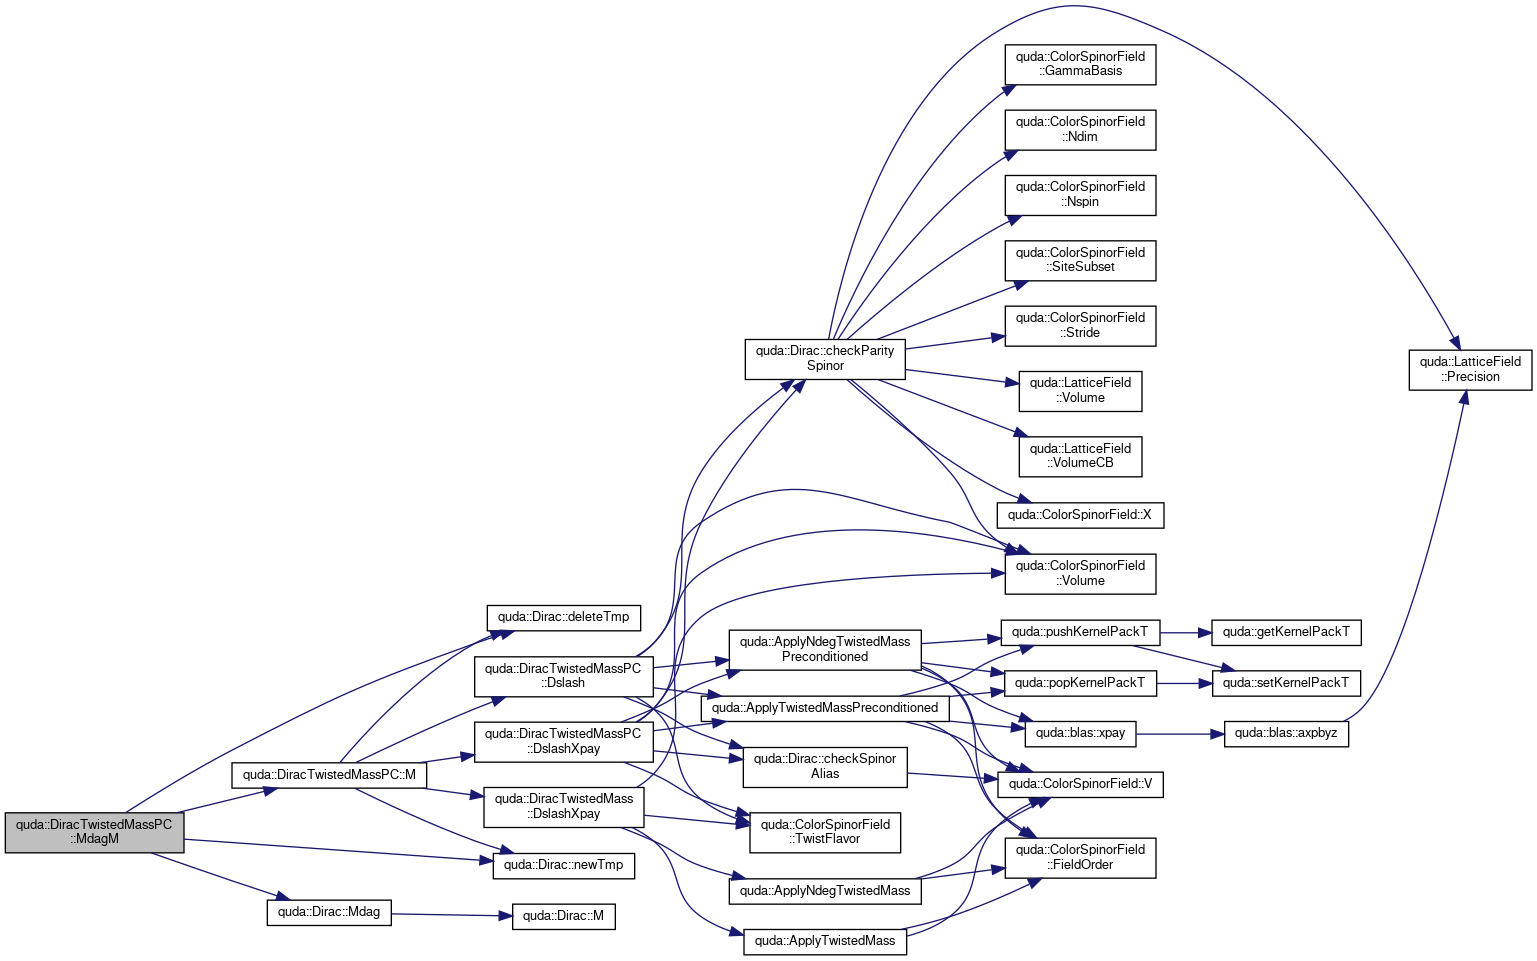 quda::DiracTwistedMassPC
::MdagM
quda::DiracTwistedMassPC::M
quda::Dirac::Mdag
quda::Dirac::deleteTmp
quda::DiracTwistedMassPC
::Dslash
quda::DiracTwistedMassPC
::DslashXpay
quda::DiracTwistedMass
::DslashXpay
quda::Dirac::newTmp
quda::Dirac::M
quda::Dirac::checkParity
Spinor
quda::ApplyNdegTwistedMass
Preconditioned
quda::ApplyTwistedMassPreconditioned
quda::Dirac::checkSpinor
Alias
quda::ColorSpinorField
::TwistFlavor
quda::ApplyNdegTwistedMass
quda::ApplyTwistedMass
quda::ColorSpinorField
::GammaBasis
quda::ColorSpinorField
::Ndim
quda::ColorSpinorField
::Nspin
quda::ColorSpinorField
::SiteSubset
quda::ColorSpinorField
::Stride
quda::LatticeField
::Volume
quda::LatticeField
::VolumeCB
quda::ColorSpinorField::X
quda::ColorSpinorField
::Volume
quda::pushKernelPackT
quda::popKernelPackT
quda::blas::xpay
quda::ColorSpinorField::V
quda::ColorSpinorField
::FieldOrder
quda::getKernelPackT
quda::setKernelPackT
quda::blas::axpbyz
quda::LatticeField
::Precision